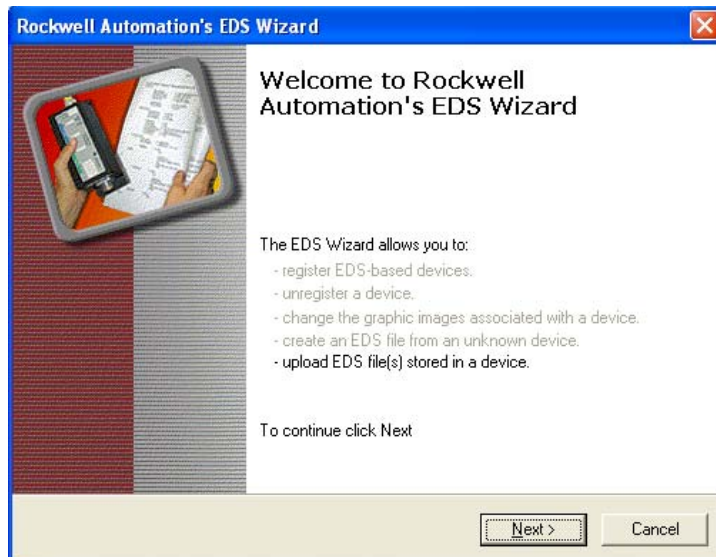 Rockwell Automation's EDS Wizard
Welcome to Rockwell
Automation's EDS Wizard
The EDS Wizard allows you to:
- register EDS-based devices.
- unregister a device.
- change the graphic images associated with a device.
- create an EDS file from an unknown device.
- upload EDS file(s) stored in a device.
To continue click Next
Next >
Cancel